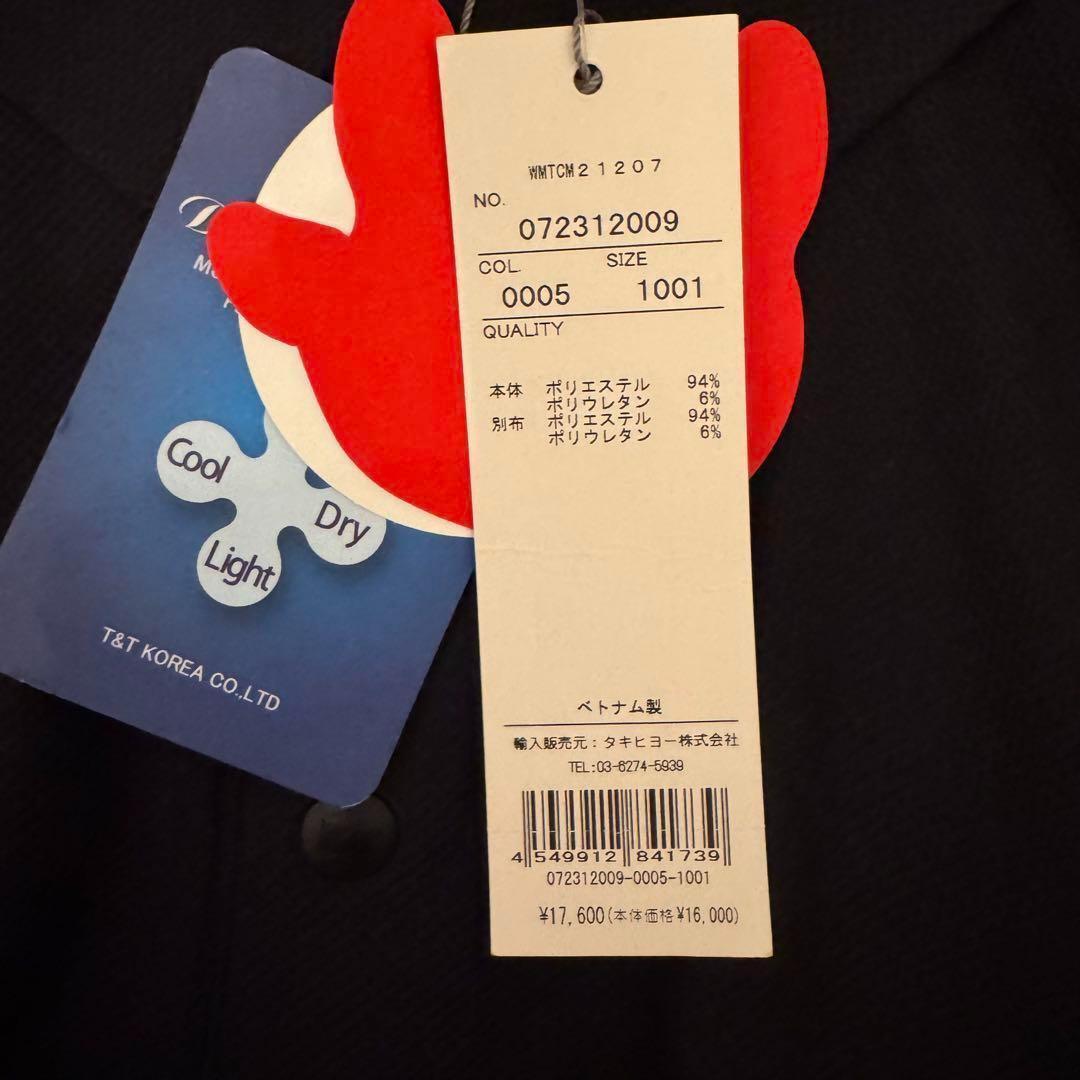 WMTCM21207
NO.
072312009
COL. SIZE
0005 1001
QUALITY
本体 ポリエステル 94%
ポリウレタン 6%
別布 ポリエステル 94%
ポリウレタン 6%
ベトナム製
輸入販売元:タキヒヨー株式会社
TEL:03-6274-5939
4 549912 841739
072312009-0005-1001
¥17,600(本体価格¥16,000)
Cool
Dry
Light
T&T KOREA CO.,LTD